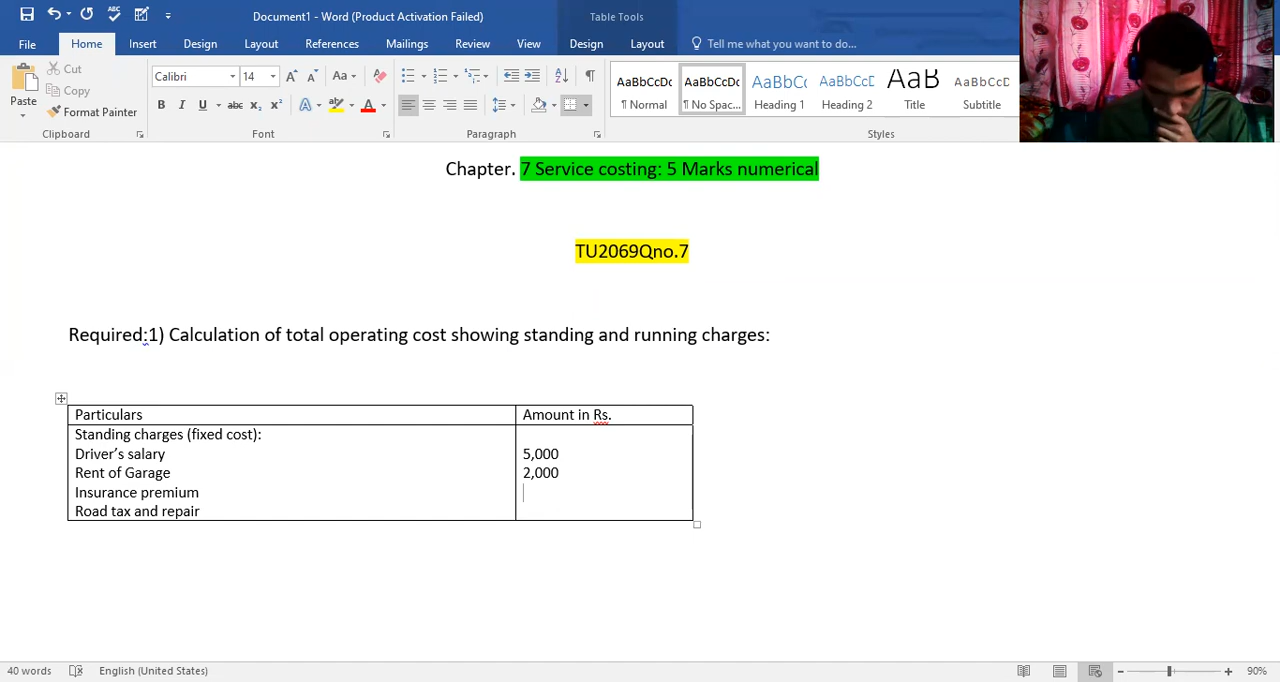 Document1 - Word (Product Activation Failed)
Table Tools
File
Home
Insert
Design
Layout
References
Mailings
Review
View
Design
Layout
Tell me what you want to do...
Paste
Cut
Copy
Format Painter
Clipboard
Calibri
14
Font
Paragraph
AaBbCcDc
¶ Normal
AaBbCcDc
¶ No Spac...
AaBbCc
Heading 1
AaBbCcD
Heading 2
AaB
Title
AaBbCcD
Subtitle
Styles
Chapter. 7 Service costing: 5 Marks numerical
TU2069Qno.7
Required:1) Calculation of total operating cost showing standing and running charges:
Particulars
Amount in Rs.
Standing charges (fixed cost):
Driver’s salary
5,000
Rent of Garage
2,000
Insurance premium
Road tax and repair
40 words
English (United States)
90%